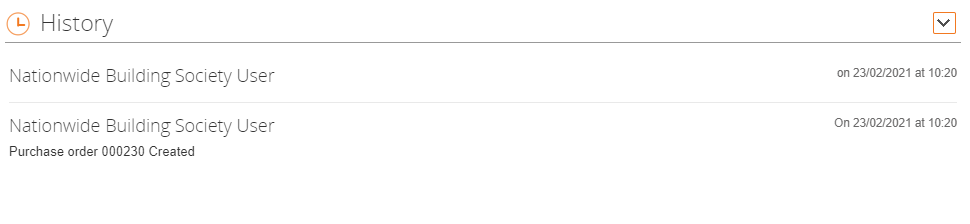 History
Nationwide Building Society User
on 23/02/2021 at 10:20
Nationwide Building Society User
On 23/02/2021 at 10:20
Purchase order 000230 Created